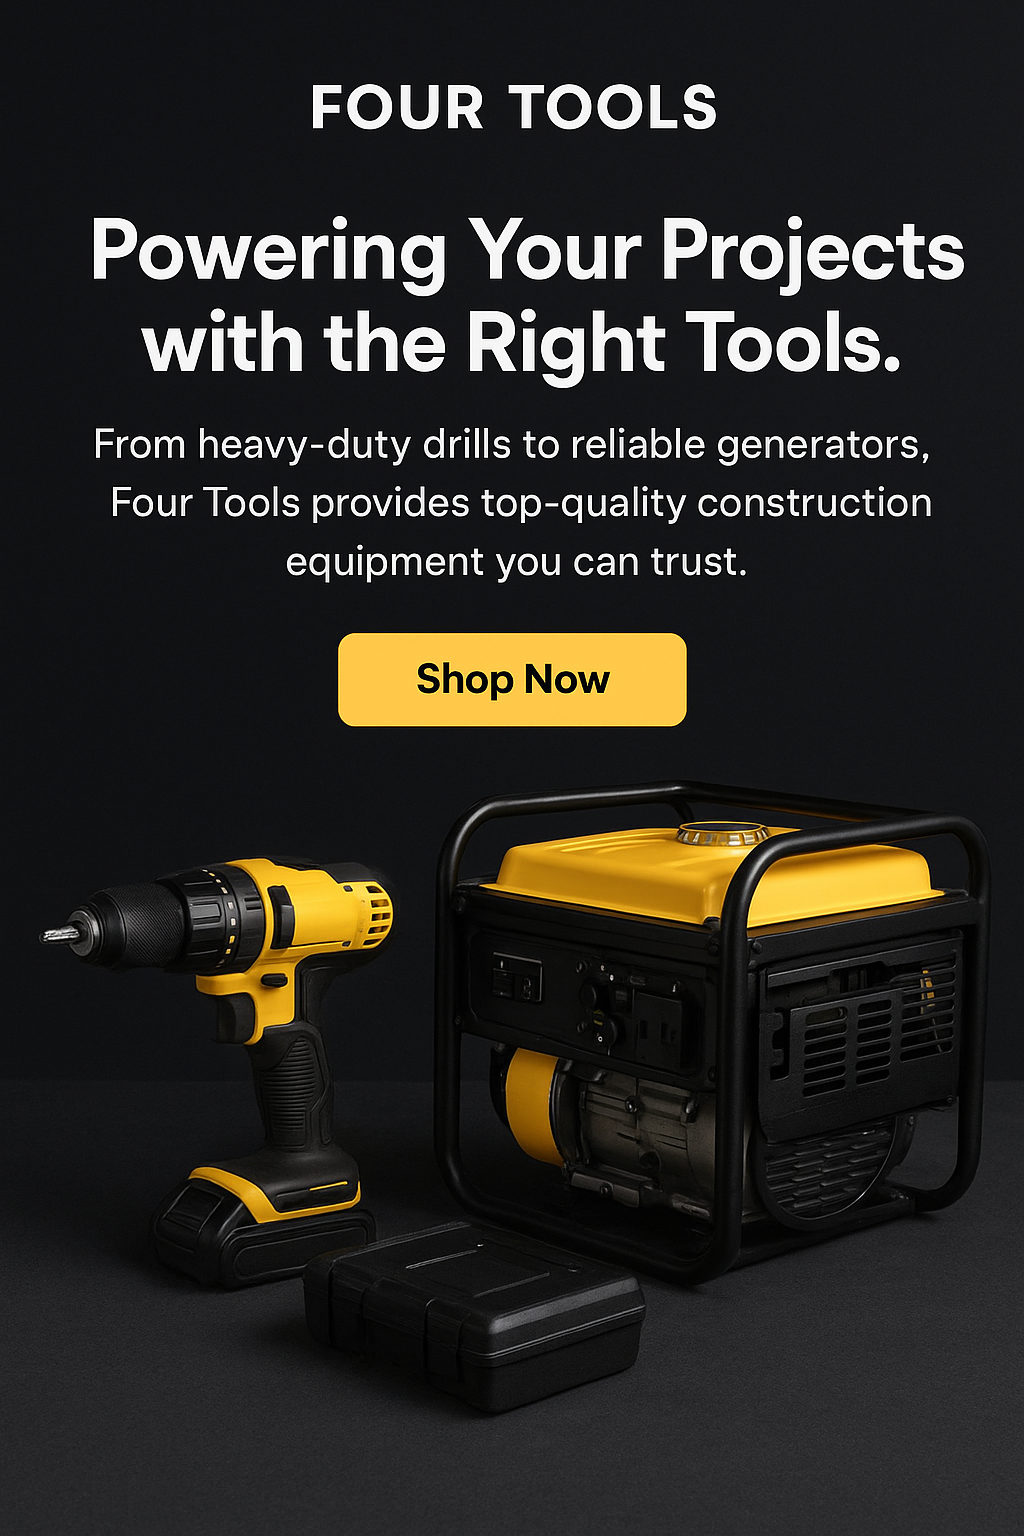 FOUR TOOLS
Powering Your Projects
with the Right Tools.
From heavy-duty drills to reliable generators,
Four Tools provides top-quality construction
equipment you can trust.
Shop Now